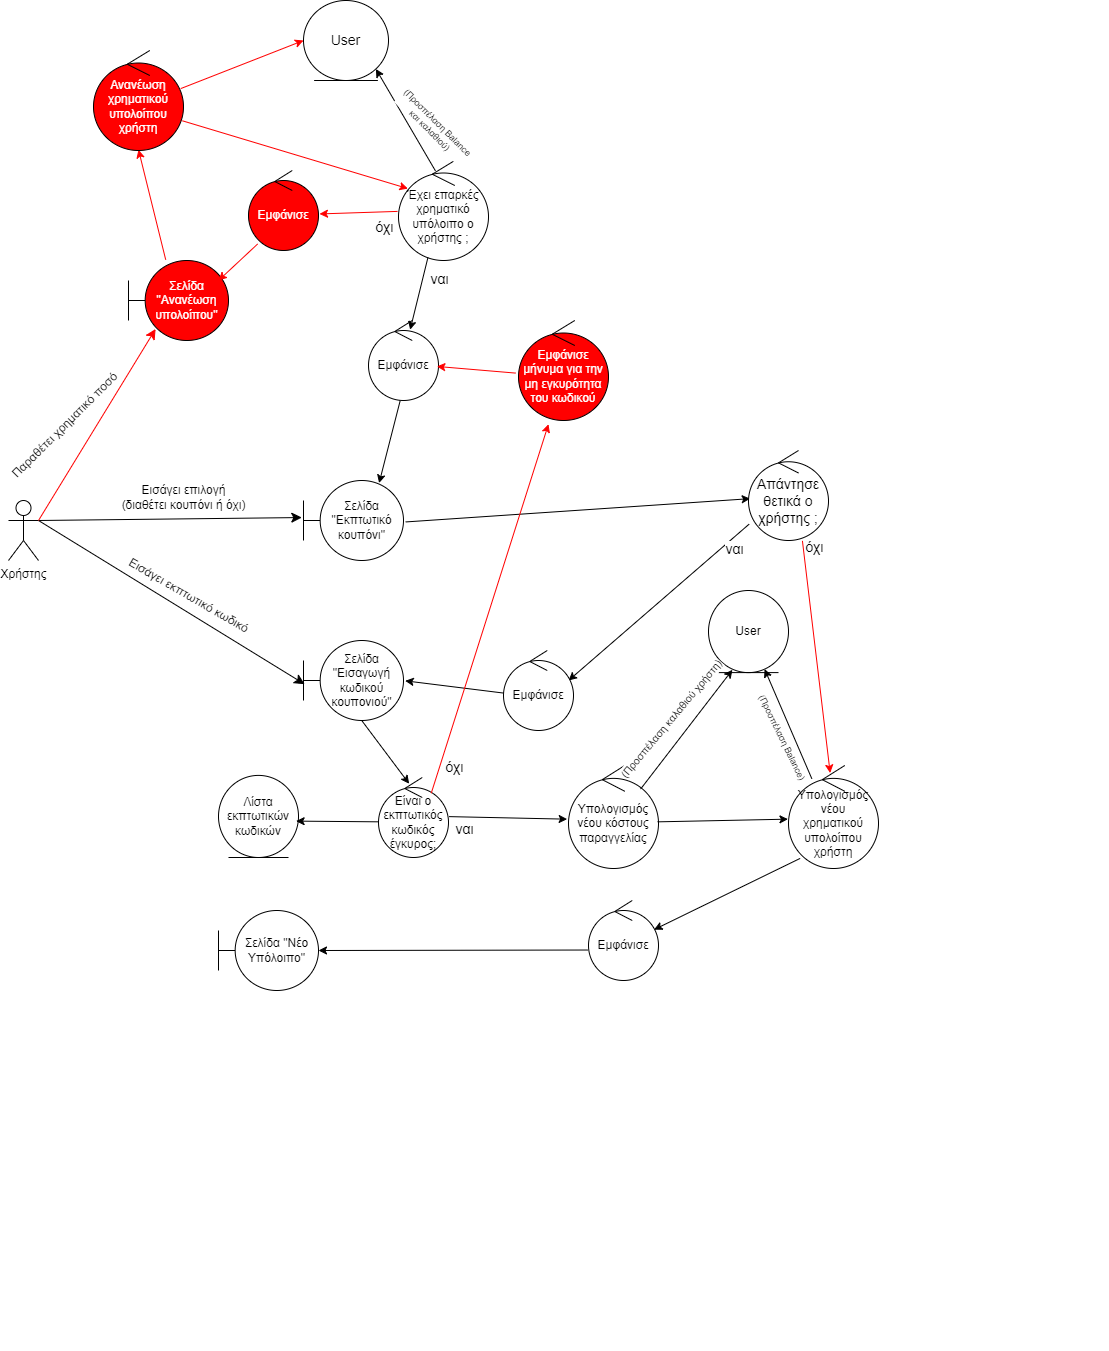 User
Ανανέωση
χρηματικού
υπολοίπου
χρήστη
(Προσπέλαση Balance
και καλαθιού)
Εχει επαρκές
χρηματικό
υπόλοιπο ο
χρήστης ;
Εμφάνισε
όχι
ναι
Σελίδα
"Ανανέωση
υπολοίπου"
Εμφάνισε
Εμφάνισε
μήνυμα για την
μη εγκυρότητα
του κωδικού
Παραθέτει χρηματικό ποσό
Εισάγει επιλογή
(διαθέτει κουπόνι ή όχι)
Σελίδα
"Εκπτωτικό
κουπόνι"
Απάντησε
θετικά ο
χρήστης ;
ναι
όχι
Χρήστης
Εισάγει εκπτωτικό κωδικό
User
Σελίδα
"Εισαγωγή
κωδικού
κουπονιού"
Εμφάνισε
(Προσπέλαση καλαθιού χρήστη)
(Προσπέλαση Balance)
όχι
Λίστα
εκπτωτικών
κωδικών
Είναι ο
εκπτωτικός
κωδικός
έγκυρος;
ναι
Υπολογισμός
νέου κόστους
παραγγελίας
Υπολογισμός
νέου
χρηματικού
υπολοίπου
χρήστη
Σελίδα "Νέο
Υπόλοιπο"
Εμφάνισε